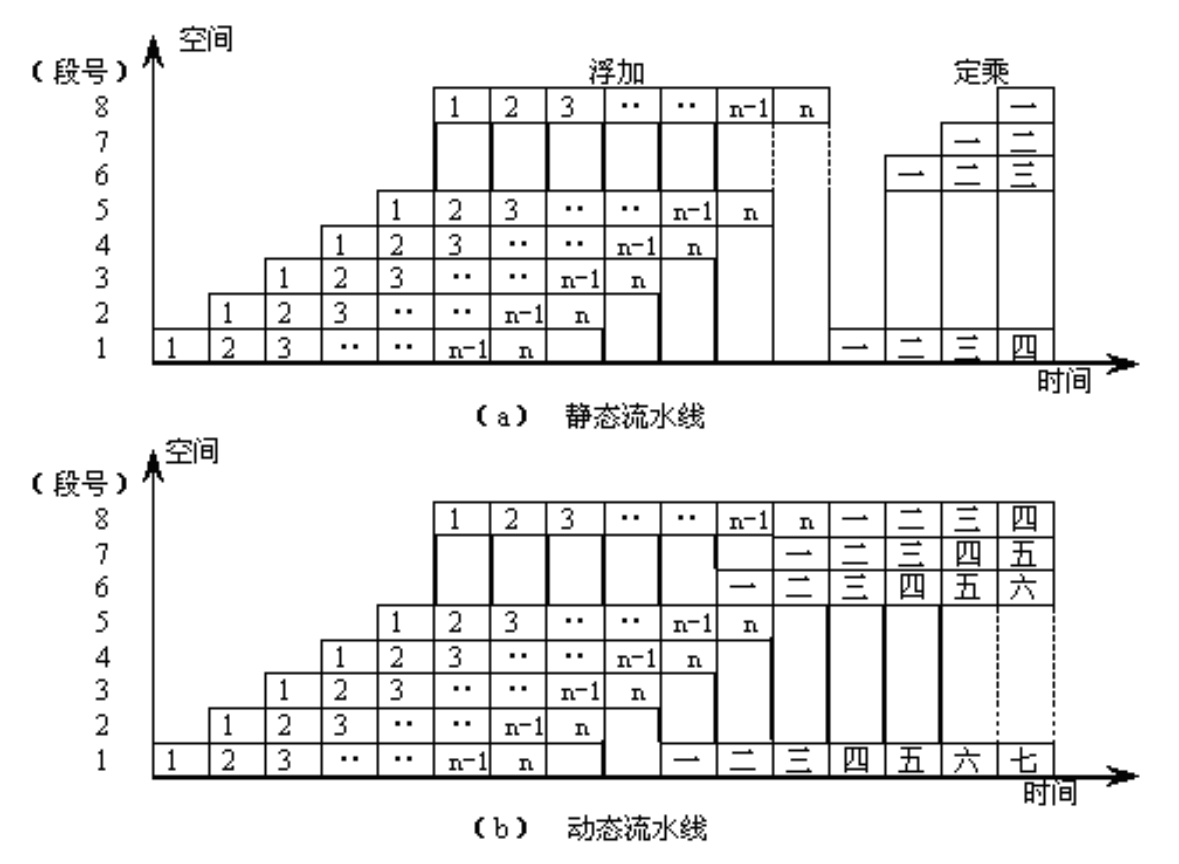 空间
(段号) 浮加 定乘
8 1 2 3 ‥ ‥ n-1 n 一
7 一 二
6 一 二 三
5 1 2 3 ‥ ‥ n-1 n
4 1 2 3 ‥ ‥ n-1 n
3 1 2 3 ‥ ‥ n-1 n
2 1 2 3 ‥ ‥ n-1 n
1 1 2 3 ‥ ‥ n-1 n 一 二 三 四
时间
(a) 静态流水线
空间
(段号)
8 1 2 3 ‥ ‥ n-1 n 一 二 三 四
7 一 二 三 四 五
6 一 二 三 四 五 六
5 1 2 3 ‥ ‥ n-1 n
4 1 2 3 ‥ ‥ n-1 n
3 1 2 3 ‥ ‥ n-1 n
2 1 2 3 ‥ ‥ n-1 n
1 1 2 3 ‥ ‥ n-1 n 一 二 三 四 五 六 七
时间
(b) 动态流水线